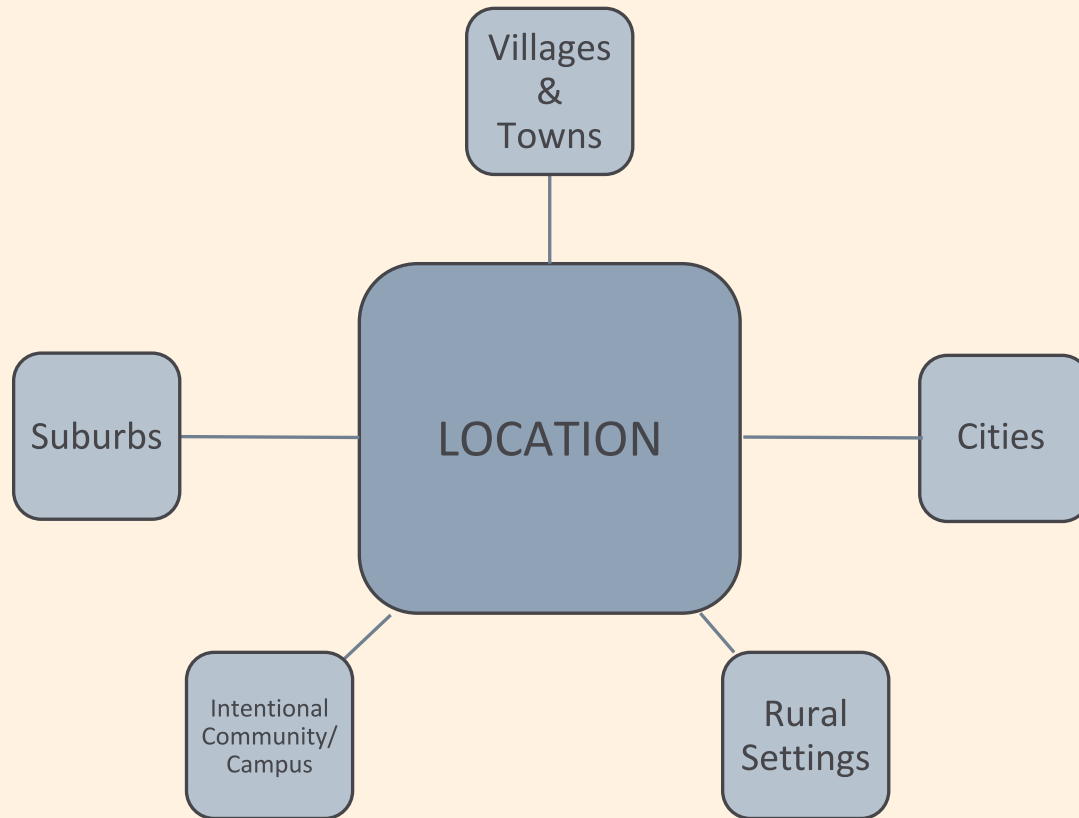 Villages
&
Towns
Suburbs
LOCATION
Cities
Intentional
Community/
Campus
Rural
Settings